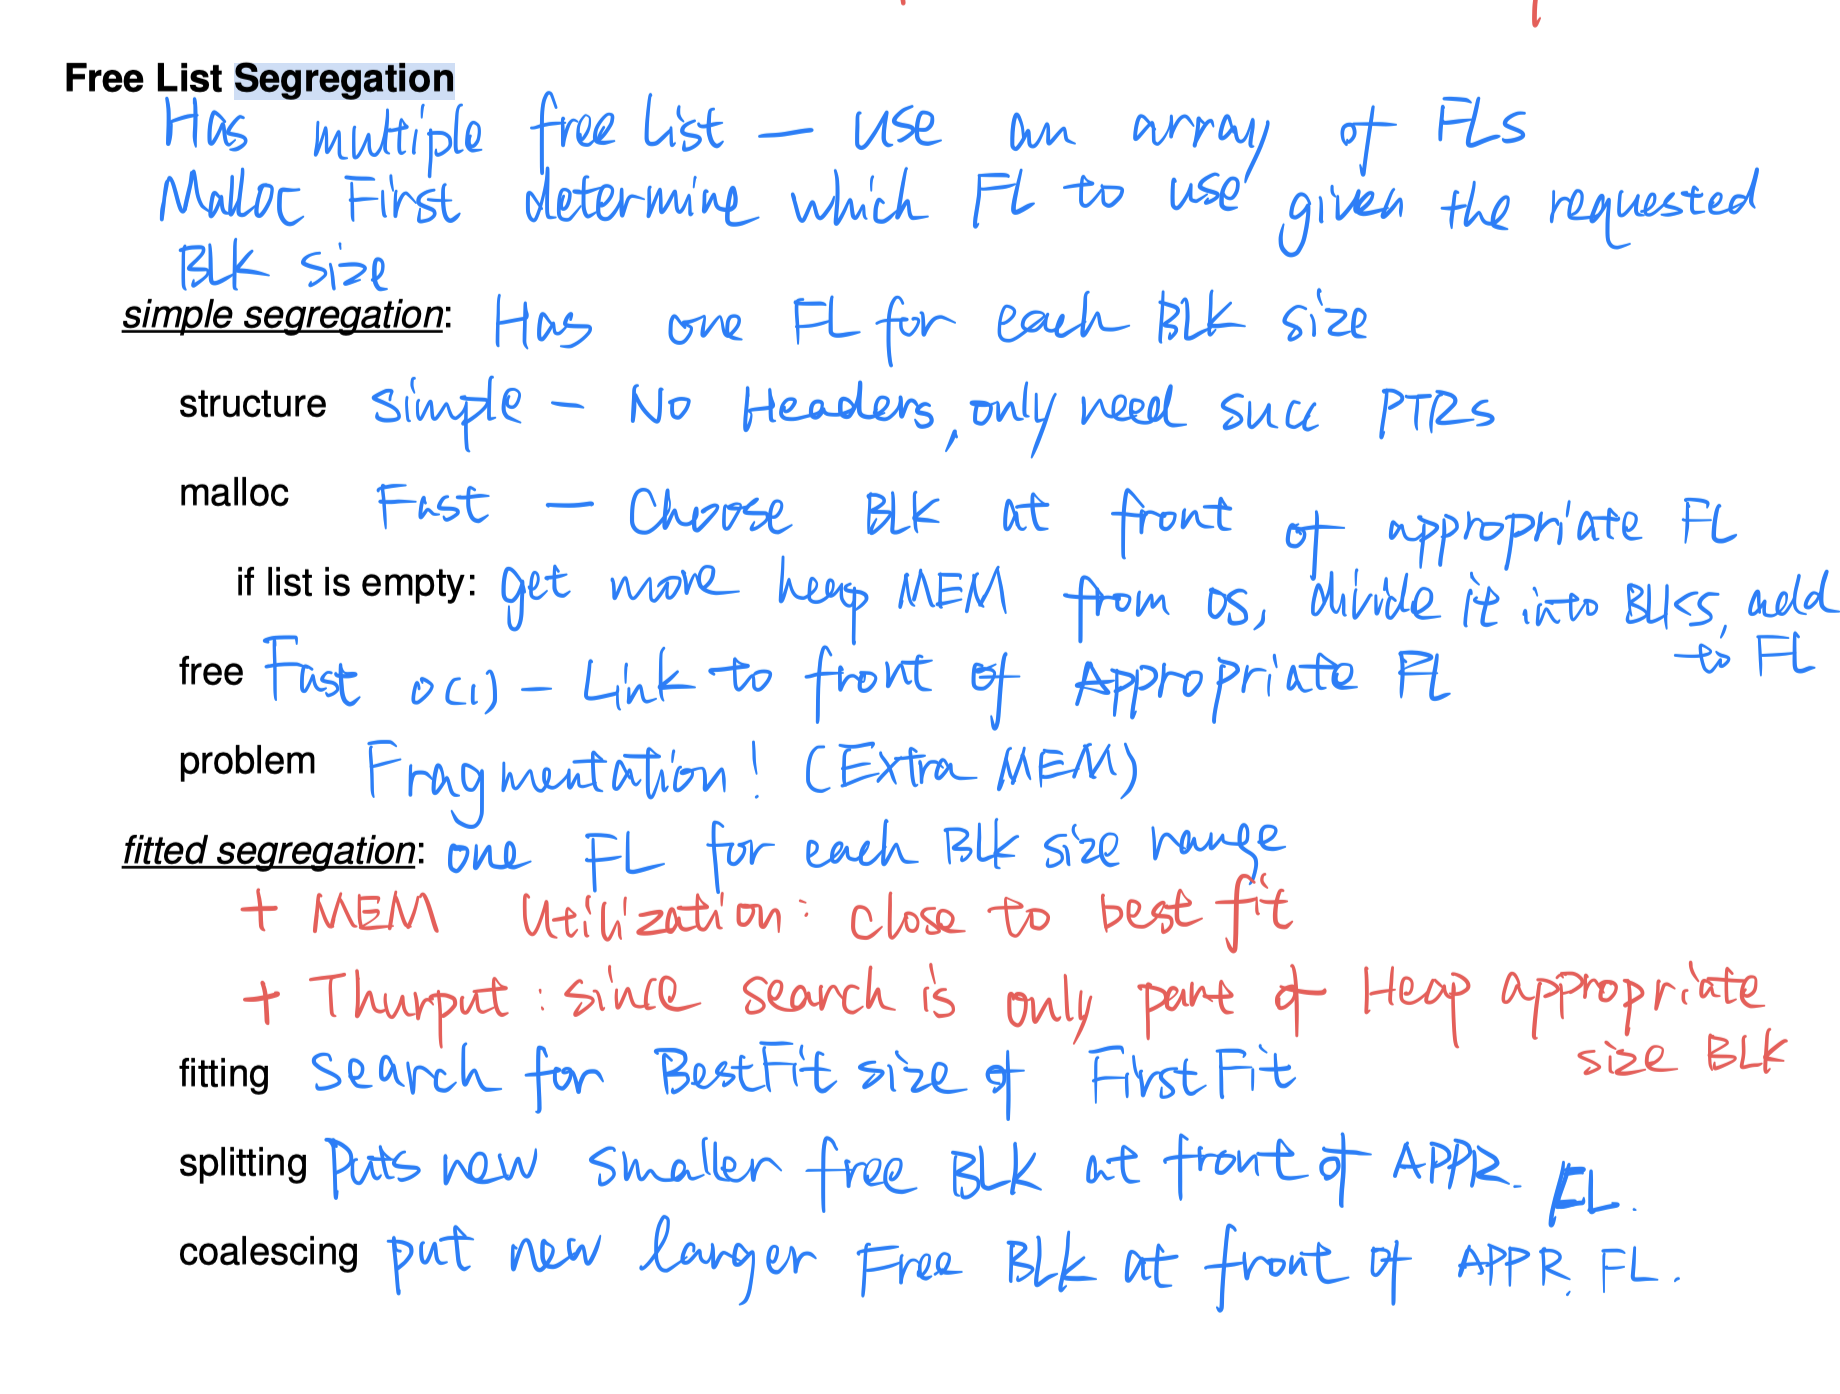 Free List Segregation
Has multiple free list — use an array of FLs
Malloc First determine which FL to use given the requested
BLK size
simple segregation: Has one FL for each BLK size
structure simple - No Headers, only need succ PTRs
malloc Fast — Choose BLK at front of appropriate FL
if list is empty: get more heap MEM from OS, divide it into BLKS, add
to FL
free Fast O(1) - Link to front of Appropriate FL
problem Fragmentation! (Extra MEM)
fitted segregation: one FL for each Blk size range
+ MEM Utilization: close to best fit
+ Thurput: since search is only part of Heap appropriate
size BLK
fitting search for BestFit size of FirstFit
splitting Puts new smaller free BLK at front of APPR. FL.
coalescing put new larger Free BLK at front of APPR. FL.